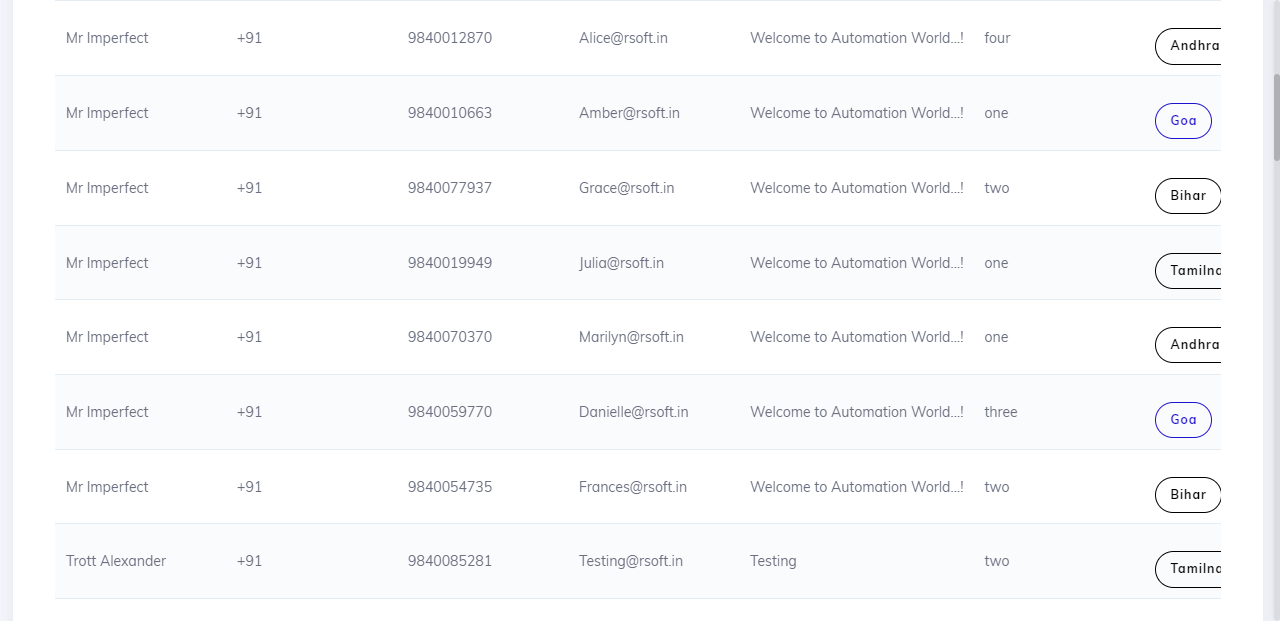 Mr Imperfect +91 9840012870 Alice@rsoft.in Welcome to Automation World...! four Andhra
Mr Imperfect +91 9840010663 Amber@rsoft.in Welcome to Automation World...! one Goa
Mr Imperfect +91 9840077937 Grace@rsoft.in Welcome to Automation World...! two Bihar
Mr Imperfect +91 9840019949 Julia@rsoft.in Welcome to Automation World...! one Tamilna
Mr Imperfect +91 9840070370 Marilyn@rsoft.in Welcome to Automation World...! one Andhra
Mr Imperfect +91 9840059770 Danielle@rsoft.in Welcome to Automation World...! three Goa
Mr Imperfect +91 9840054735 Frances@rsoft.in Welcome to Automation World...! two Bihar
Trott Alexander +91 9840085281 Testing@rsoft.in Testing two Tamilna